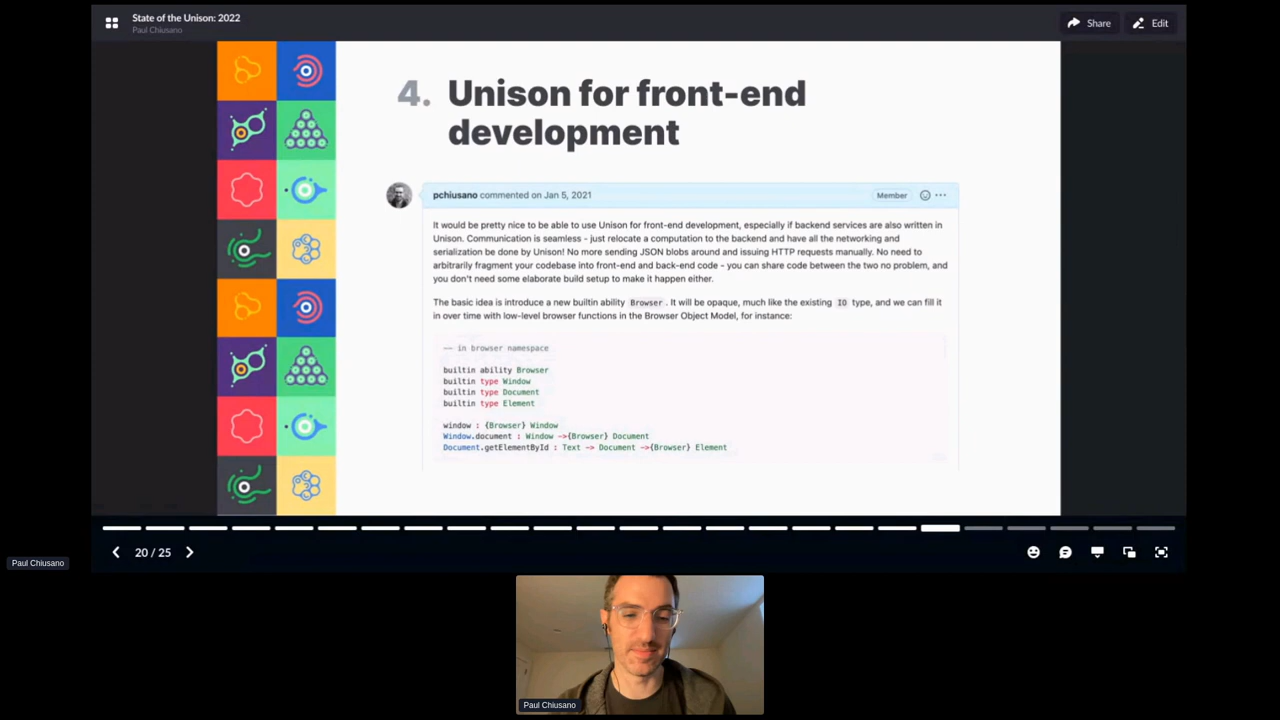 State of the Unison: 2022
Paul Chiusano
Share
Edit
4. Unison for front-end
development
pchiusano commented on Jan 5, 2021
Member
It would be pretty nice to be able to use Unison for front-end development, especially if backend services are also written in
Unison. Communication is seamless - just relocate a computation to the backend and have all the networking and
serialization be done by Unison! No more sending JSON blobs around and issuing HTTP requests manually. No need to
arbitrarily fragment your codebase into front-end and back-end code - you can share code between the two no problem, and
you don't need some elaborate build setup to make it happen either.
The basic idea is introduce a new builtin ability Browser. It will be opaque, much like the existing IO type, and we can fill it
in over time with low-level browser functions in the Browser Object Model, for instance:
-- in browser namespace
builtin ability Browser
builtin type Window
builtin type Document
builtin type Element
window : {Browser} Window
Window.document : Window ->{Browser} Document
Document.getElementById : Text -> Document ->{Browser} Element
20 / 25
Paul Chiusano
Paul Chiusano